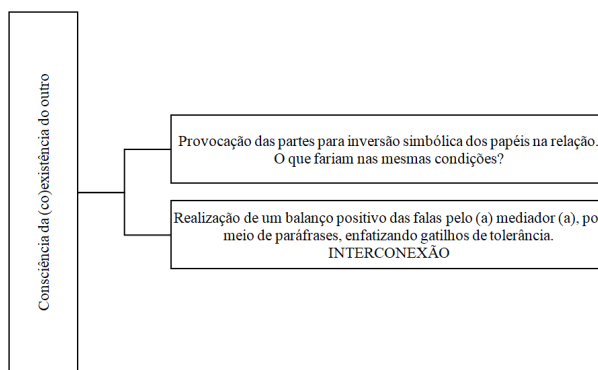 Consciência da (co)existência do outro
Provocação das partes para inversão simbólica dos papéis na relação.
O que fariam nas mesmas condições?
Realização de um balanço positivo das falas pelo (a) mediador (a), po
meio de paráfrases, enfatizando gatilhos de tolerância.
INTERCONEXÃO